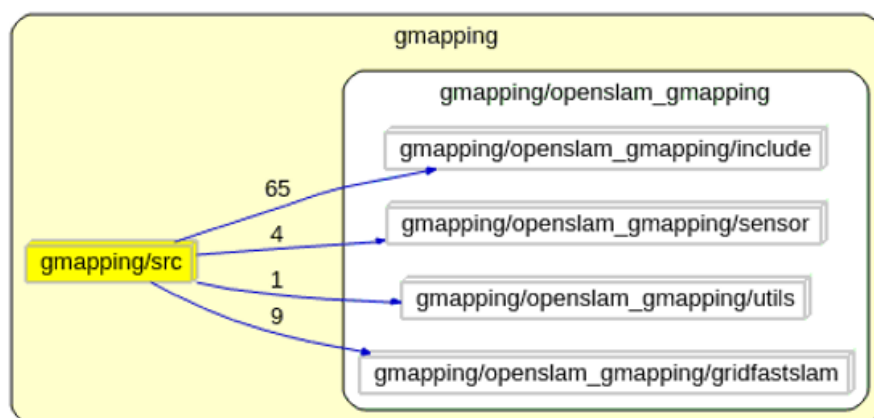 gmapping
gmapping/openslam_gmapping
gmapping/openslam_gmapping/include
65
gmapping/openslam_gmapping/sensor
4
gmapping/src
1
gmapping/openslam_gmapping/utils
9
gmapping/openslam_gmapping/gridfastslam